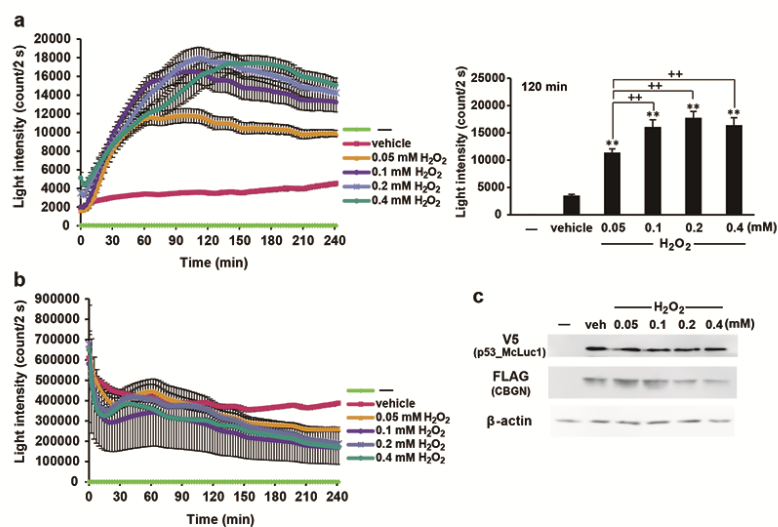 a
Light intensity (count/2 s)
20000
18000
16000
14000
12000
10000
8000
6000
4000
2000
0
0 30 60 90 120 150 180 210 240
Time (min)
—
vehicle
0.05 mM H₂O₂
0.1 mM H₂O₂
0.2 mM H₂O₂
0.4 mM H₂O₂
Light intensity (count/2 s)
25000
20000
15000
10000
5000
0
120 min
++
++
++
** ** ** **
— vehicle 0.05 0.1 0.2 0.4 (mM)
H₂O₂
b
Light intensity (count/2 s)
900000
800000
700000
600000
500000
400000
300000
200000
100000
0
0 30 60 90 120 150 180 210 240
Time (min)
—
vehicle
0.05 mM H₂O₂
0.1 mM H₂O₂
0.2 mM H₂O₂
0.4 mM H₂O₂
c
H₂O₂
— veh 0.05 0.1 0.2 0.4 (mM)
V5
(p53_McLuc1)
FLAG
(CBGN)
β-actin